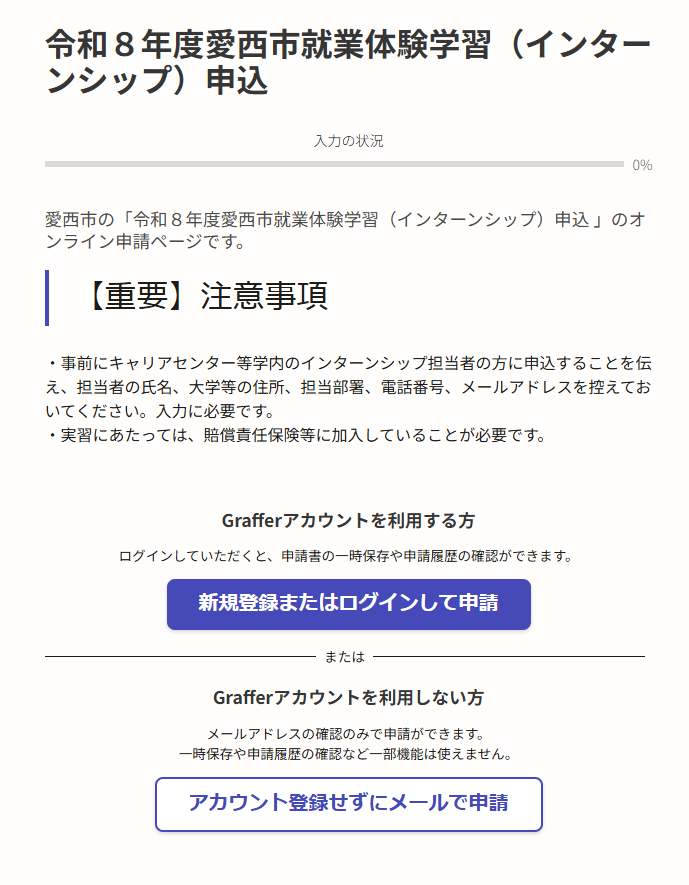 令和８年度愛西市就業体験学習（インター
ンシップ）申込
入力の状況
0%
愛西市の「令和８年度愛西市就業体験学習（インターンシップ）申込 」のオ
ンライン申請ページです。
【重要】注意事項
・事前にキャリアセンター等学内のインターンシップ担当者の方に申込することを伝
え、担当者の氏名、大学等の住所、担当部署、電話番号、メールアドレスを控えてお
いてください。入力に必要です。
・実習にあたっては、賠償責任保険等に加入していることが必要です。
Grafferアカウントを利用する方
ログインしていただくと、申請書の一時保存や申請履歴の確認ができます。
新規登録またはログインして申請
または
Grafferアカウントを利用しない方
メールアドレスの確認のみで申請ができます。
一時保存や申請履歴の確認など一部機能は使えません。
アカウント登録せずにメールで申請